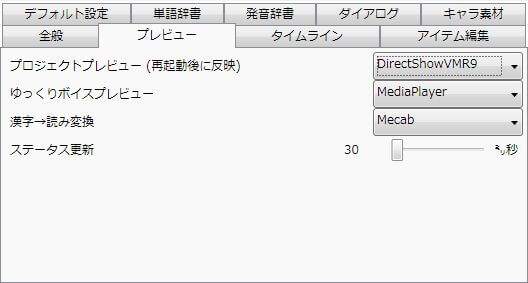 デフォルト設定 単語辞書 発音辞書 ダイアログ キャラ素材
全般 プレビュー タイムライン アイテム編集
プロジェクトプレビュー (再起動後に反映) DirectShowVMR9
ゆっくりボイスプレビュー MediaPlayer
漢字→読み変換 Mecab
ステータス更新 30 ㍉秒